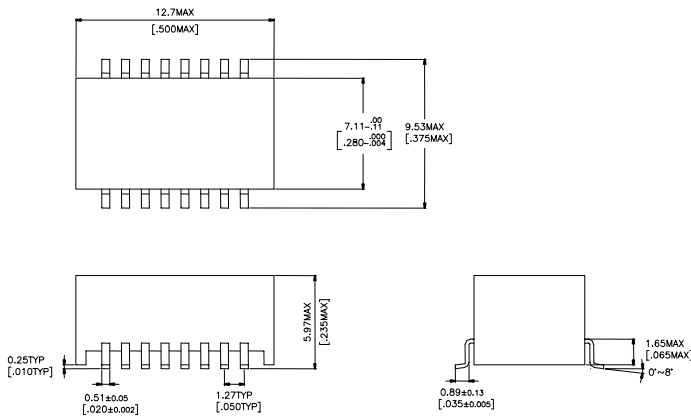 12.7MAX
[.500MAX]
7.11 .00
-.11
[.280 .000
-.004]
9.53MAX
[.375MAX]
5.97MAX
[.235MAX]
0.25TYP
[.010TYP]
0.51±0.05
[.020±0.002]
1.27TYP
[.050TYP]
1.65MAX
[.065MAX]
0°~8°
0.89±0.13
[.035±0.005]